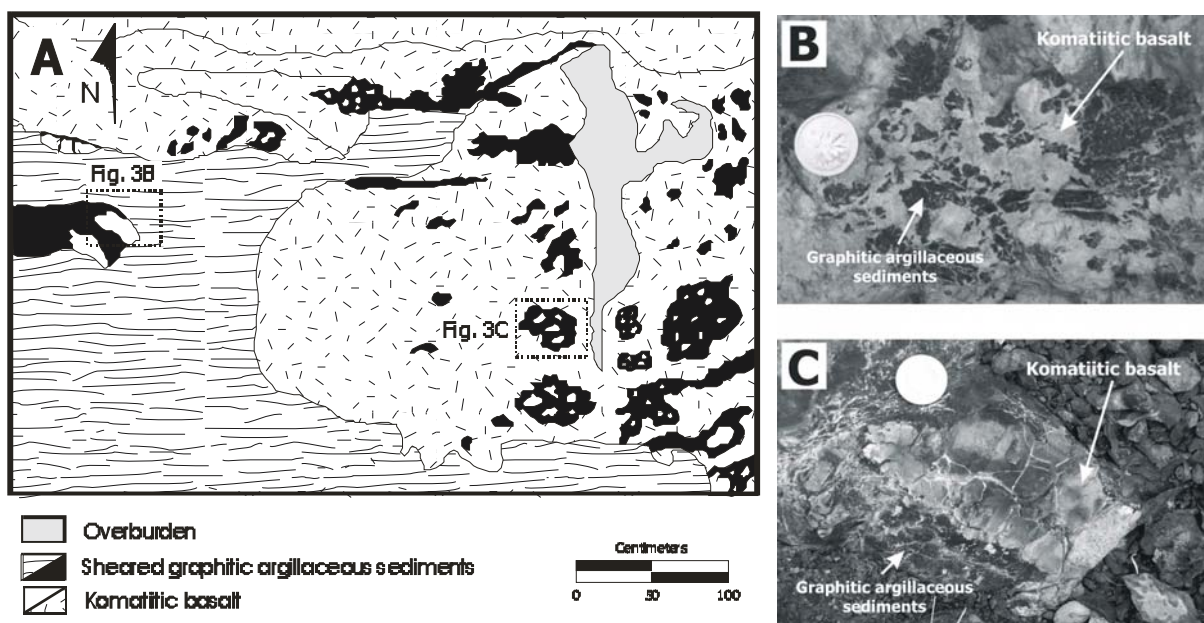 A
N
Fig. 3B
Fig. 3C
Overburden
Sheared graphitic argillaceous sediments
Komatiitic basalt
Centimeters
0 50 100
B
Komatiitic basalt
Graphitic argillaceous
sediments
C
Komatiitic basalt
Graphitic argillaceous
sediments